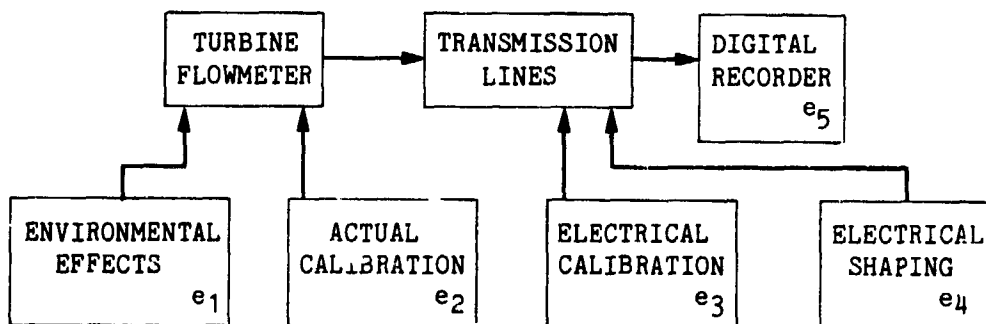 TURBINE
FLOWMETER
TRANSMISSION
LINES
DIGITAL
RECORDER
e5
ENVIRONMENTAL
EFFECTS
e1
ACTUAL
CALIBRATION
e2
ELECTRICAL
CALIBRATION
e3
ELECTRICAL
SHAPING
e4